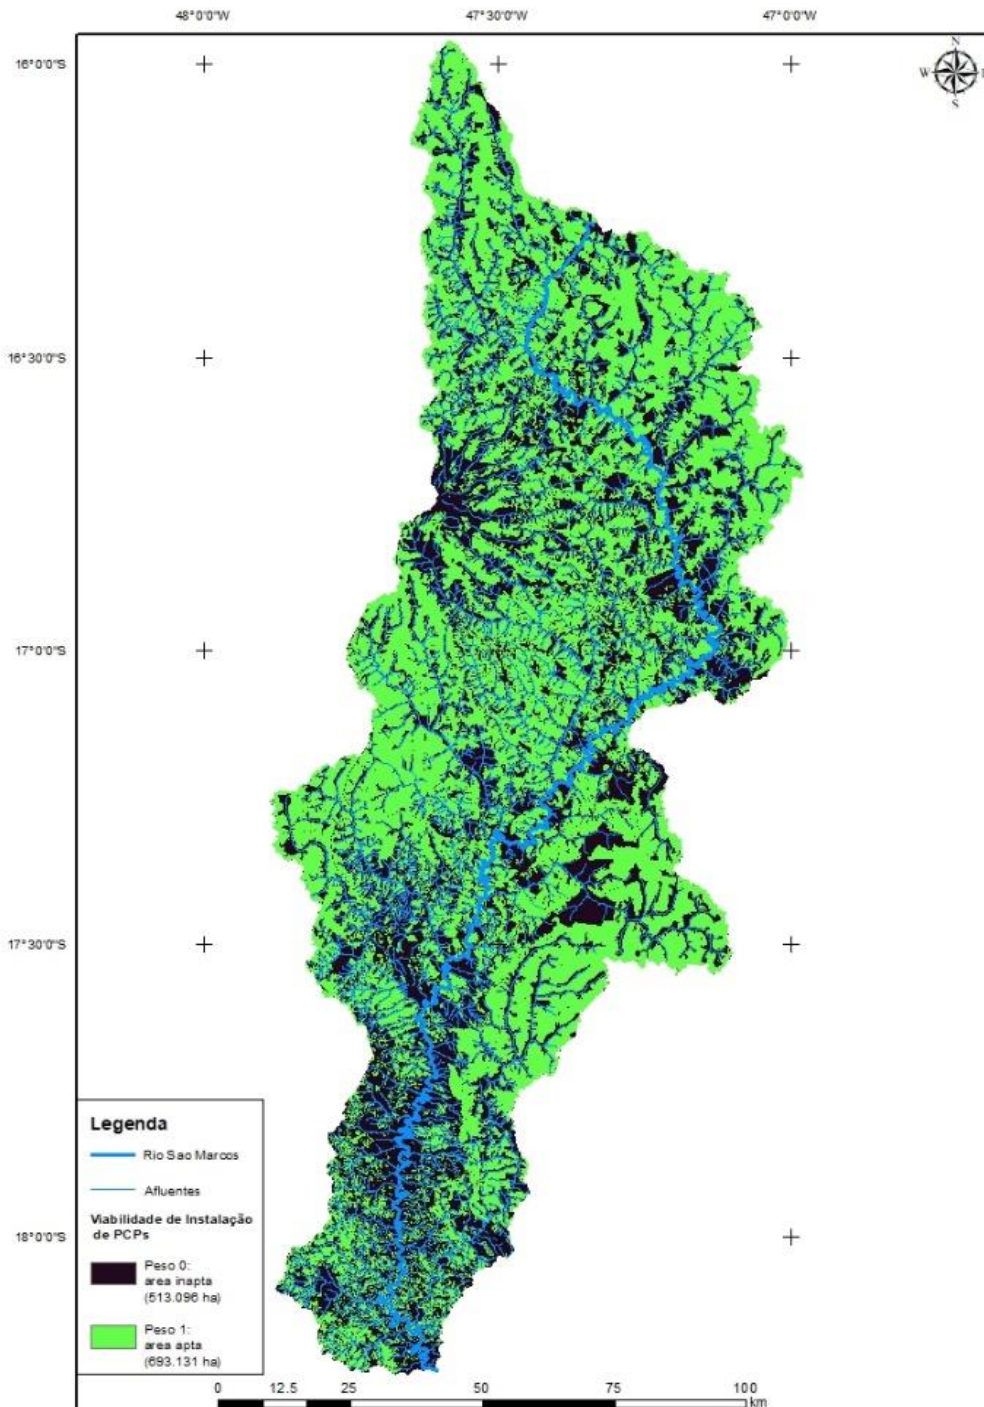 48°0'0"W 47°30'0"W 47°0'0"W
16°0'0"S
N
W
S
16°30'0"S
17°0'0"S
17°30'0"S
18°0'0"S
Legenda
Rio Sao Marcos
Afluentes
Viabilidade de Instalação
de PCPs
Peso 0:
area inapta
(513.096 ha)
Peso 1:
area apta
(693.131 ha)
0 12.5 25 50 75 100
km